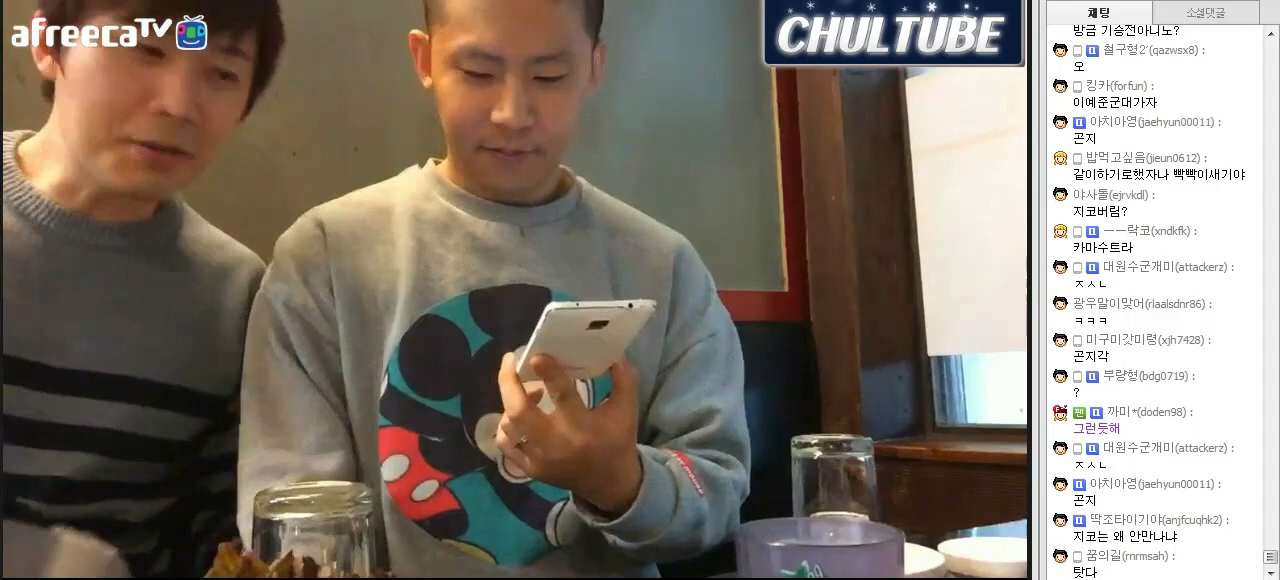 afreecaTV
CHULTUBE
채팅
소셜댓글
방금 기승전아니노?
철구형2'(qazwsx8) :
오
킹카(forfun) :
이예준군대가자
아치아영(jaehyun00011) :
곤지
밥먹고싶음(jieun0612) :
같이하기로했자나 빡빡이새기야
야사돌(ejrvkdl) :
지코버림?
ㅡㅡ락코(xndkfk) :
카마수트라
대원수군개미(attackerz) :
ㅈㅅㄴ
광우말이맞어(rlaalsdnr86) :
ㅋㅋㅋ
미구미갓미령(xjh7428) :
곤지각
부량형(bdg0719) :
?
팬
까미*(doden98) :
그런듯해
대원수군개미(attackerz) :
ㅈㅅㄴ
아치아영(jaehyun00011) :
곤지
딱조타이기야(anjfcuqhk2) :
지코는 왜 안만나냐
꿈의길(rnrmsah) :
탓다